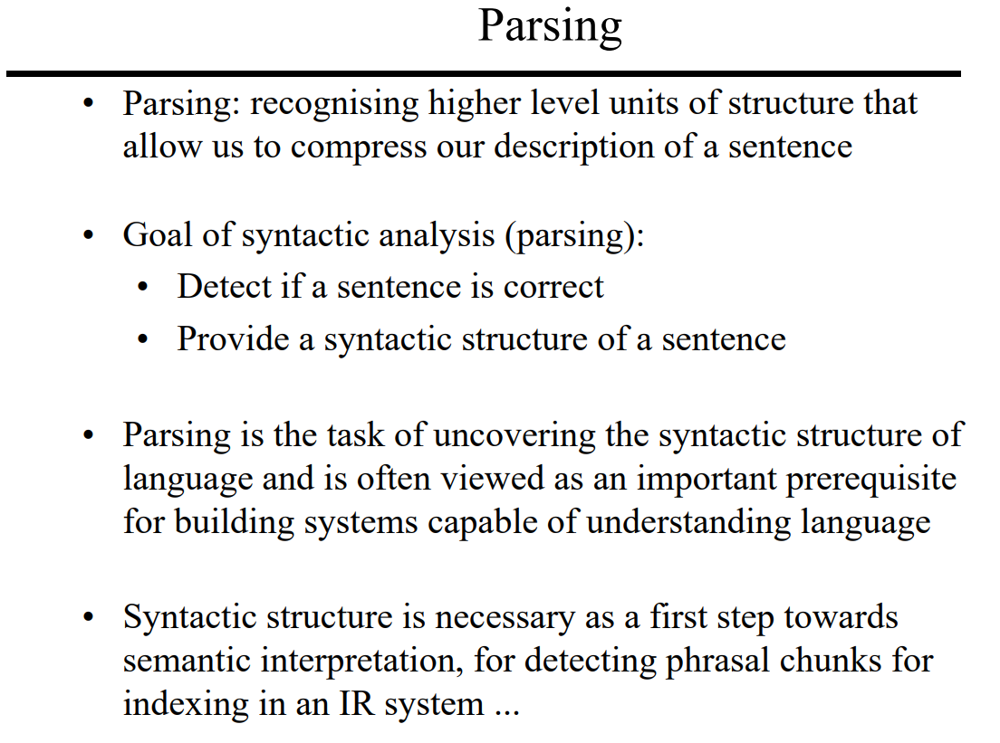 Parsing
• Parsing: recognising higher level units of structure that
allow us to compress our description of a sentence
• Goal of syntactic analysis (parsing):
• Detect if a sentence is correct
• Provide a syntactic structure of a sentence
• Parsing is the task of uncovering the syntactic structure of
language and is often viewed as an important prerequisite
for building systems capable of understanding language
• Syntactic structure is necessary as a first step towards
semantic interpretation, for detecting phrasal chunks for
indexing in an IR system ...